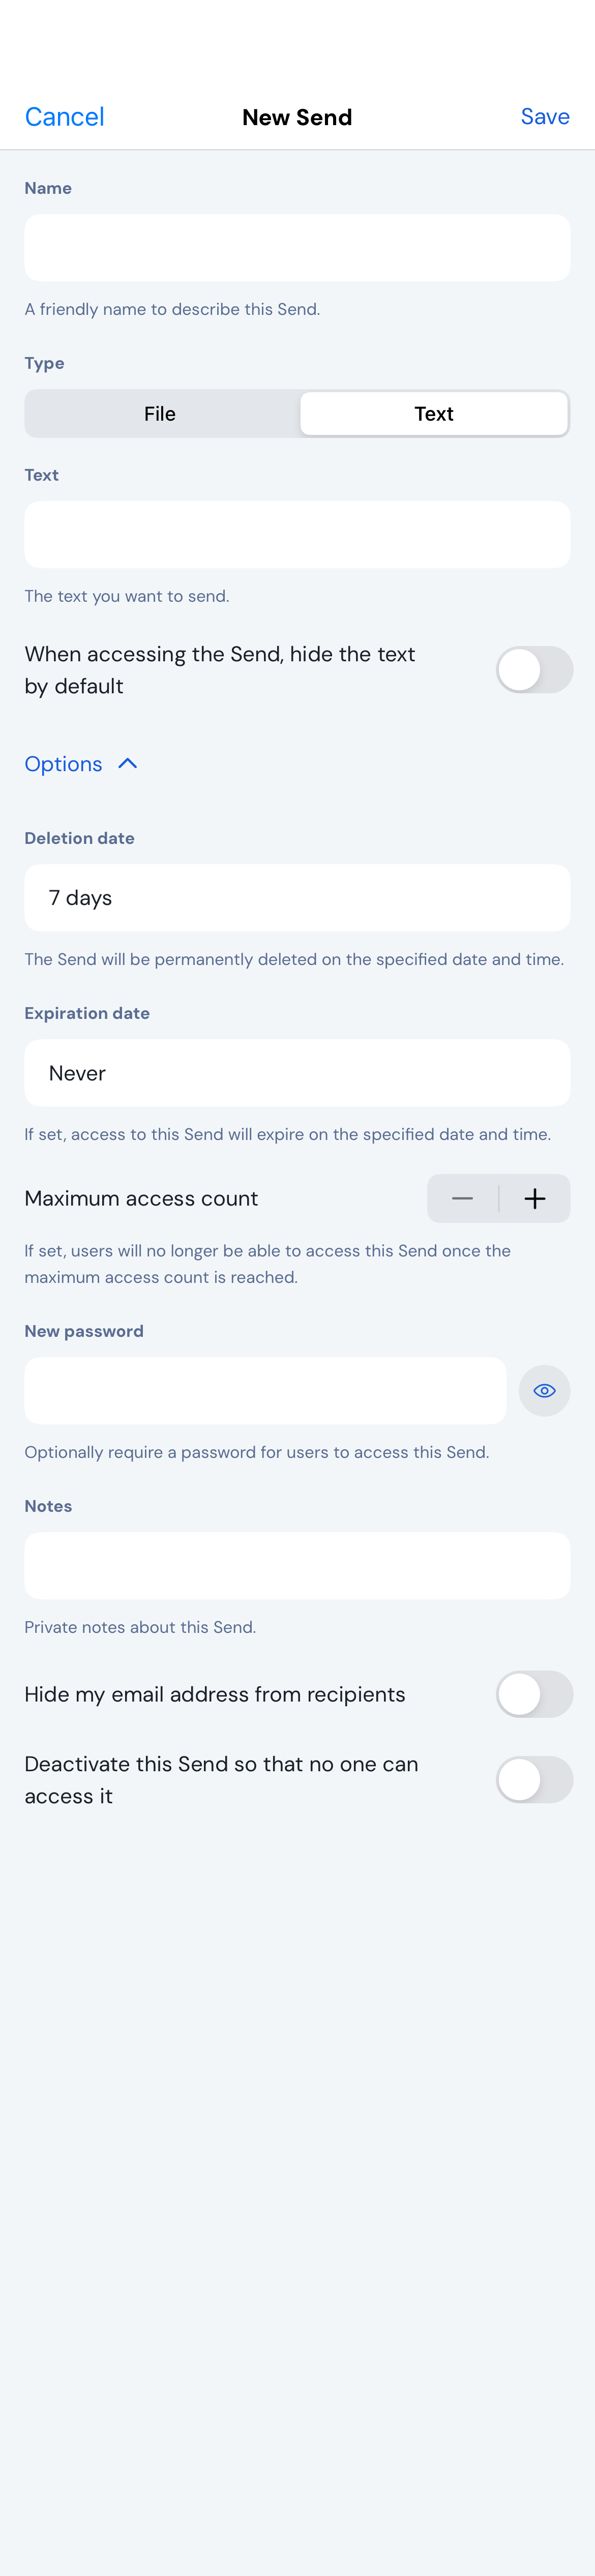 Cancel New Send Save
Name
A friendly name to describe this Send.
Type
File Text
Text
The text you want to send.
When accessing the Send, hide the text
by default
Options
Deletion date
7 days
The Send will be permanently deleted on the specified date and time.
Expiration date
Never
If set, access to this Send will expire on the specified date and time.
Maximum access count
If set, users will no longer be able to access this Send once the
maximum access count is reached.
New password
Optionally require a password for users to access this Send.
Notes
Private notes about this Send.
Hide my email address from recipients
Deactivate this Send so that no one can
access it